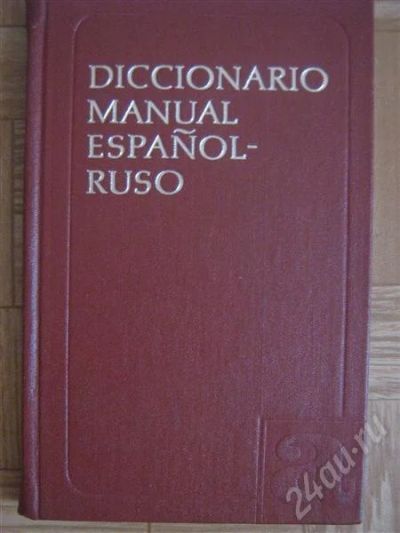 DICCIONARIO
MANUAL
ESPAÑOL-
RUSO
24au.ru